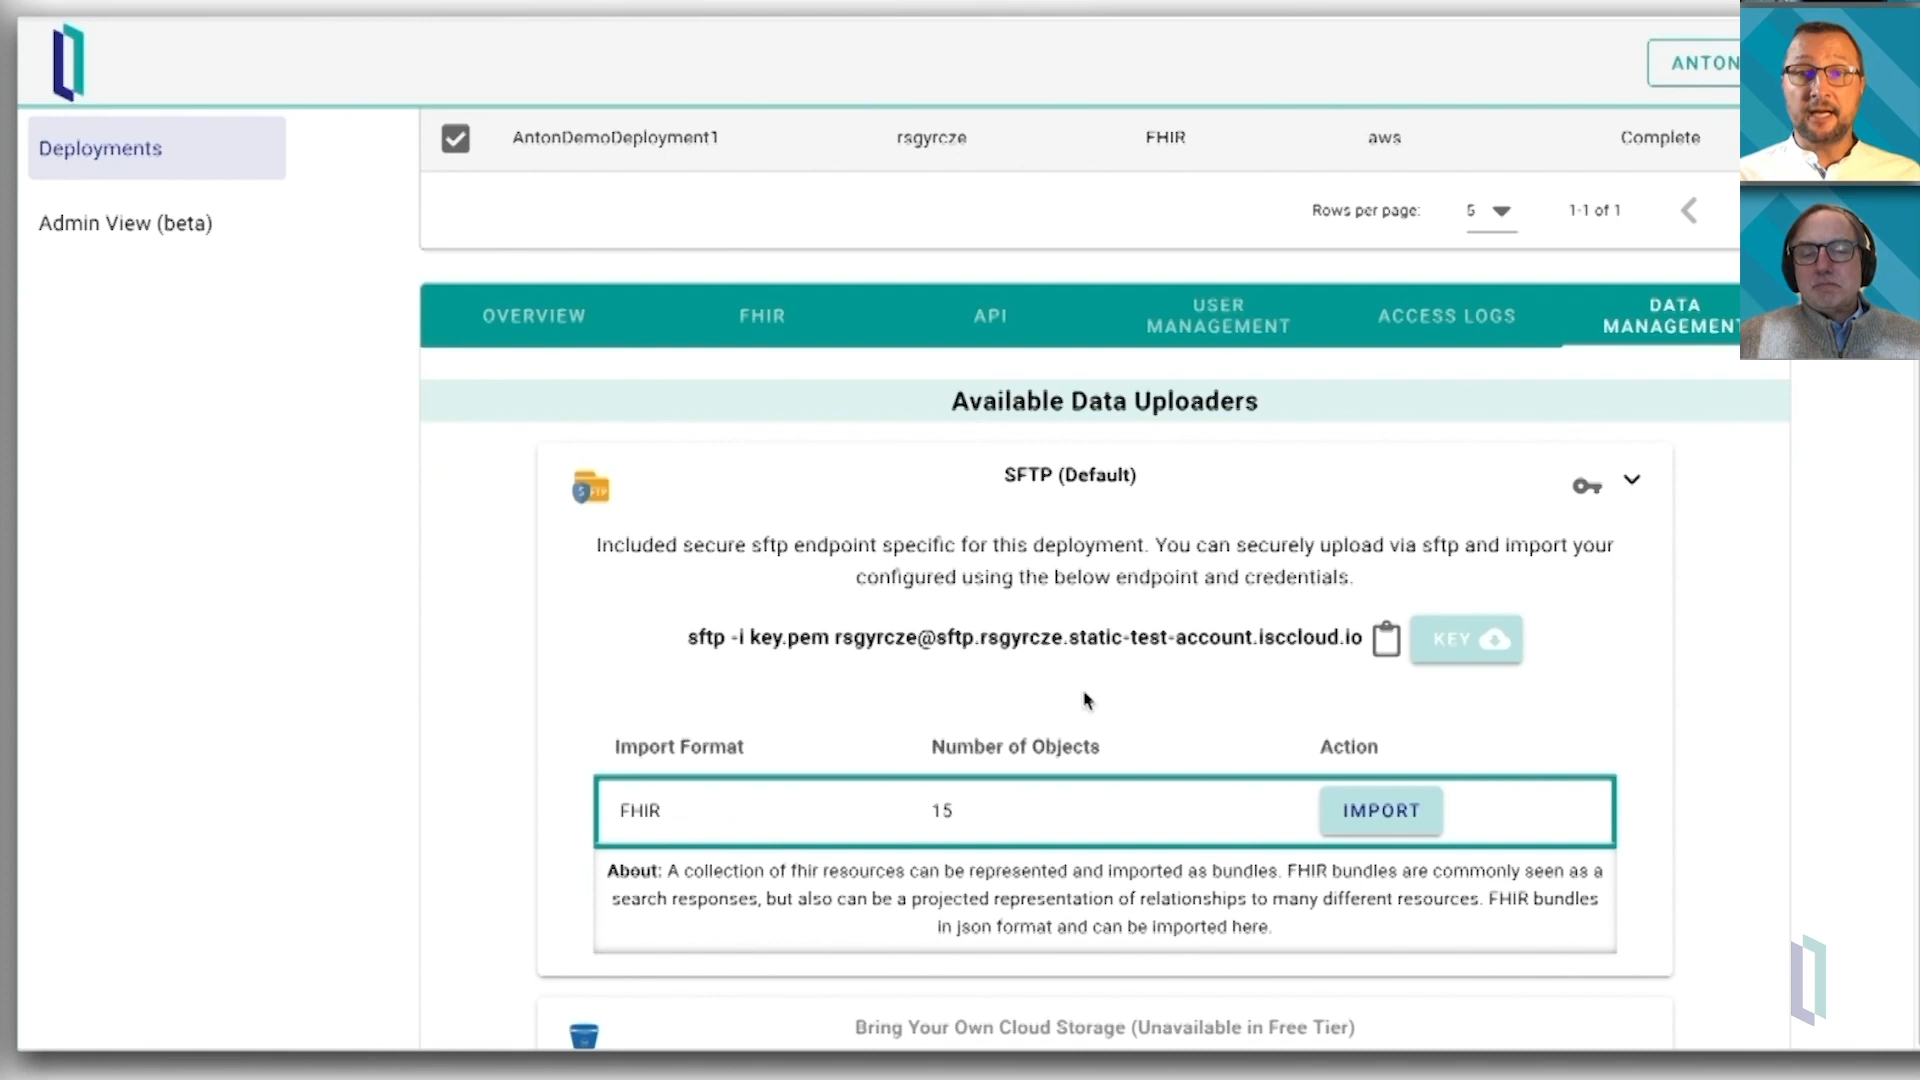 ANTON
Deployments
Admin View (beta)
AntonDemoDeployment1 rsgyrcze FHIR aws Complete
Rows per page: 5 1-1 of 1
OVERVIEW FHIR API USER MANAGEMENT ACCESS LOGS DATA MANAGEMENT
Available Data Uploaders
SFTP (Default)
SFTP
Included secure sftp endpoint specific for this deployment. You can securely upload via sftp and import your
configured using the below endpoint and credentials.
sftp -i key.pem rsgyrcze@sftp.rsgyrcze.static-test-account.isccloud.io KEY
Import Format Number of Objects Action
FHIR 15 IMPORT
About: A collection of fhir resources can be represented and imported as bundles. FHIR bundles are commonly seen as a
search responses, but also can be a projected representation of relationships to many different resources. FHIR bundles
in json format and can be imported here.
Bring Your Own Cloud Storage (Unavailable in Free Tier)